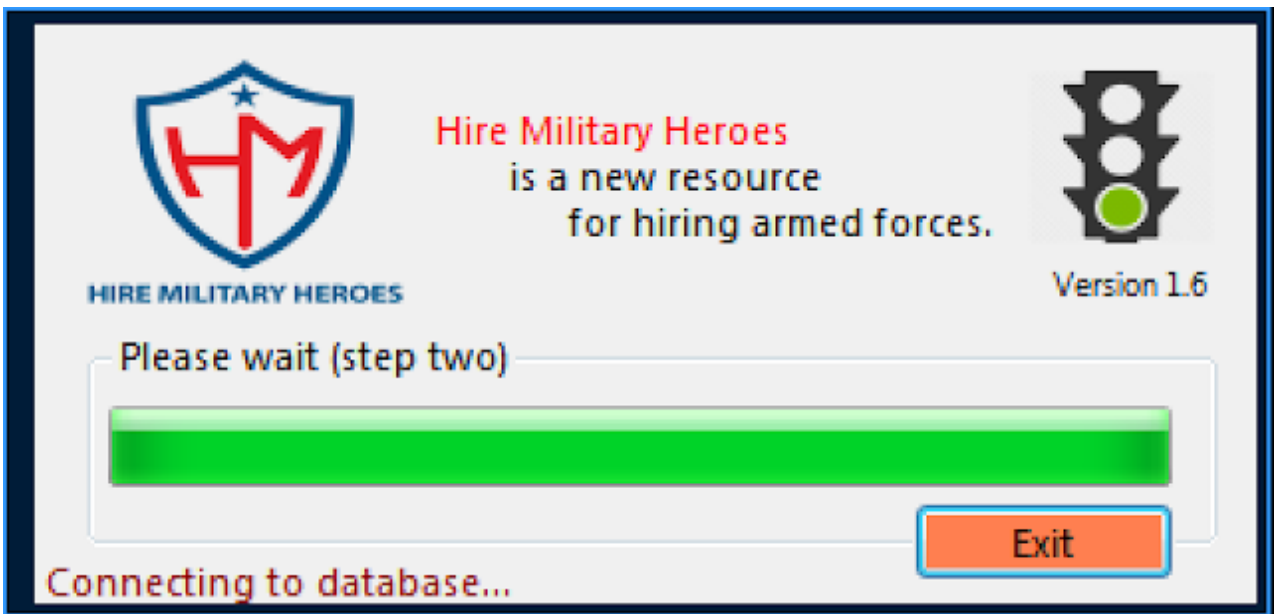 HM
HIRE MILITARY HEROES
Hire Military Heroes
is a new resource
for hiring armed forces.
Version 1.6
Please wait (step two)
Exit
Connecting to database...